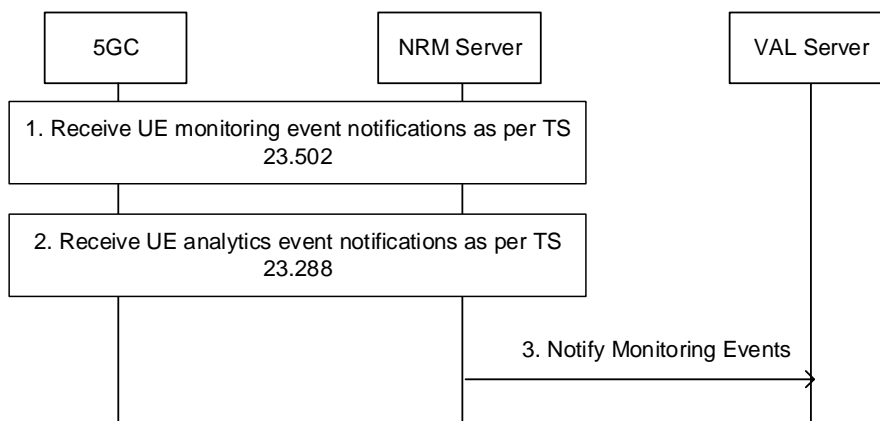 5GC
NRM Server
VAL Server
1. Receive UE monitoring event notifications as per TS
23.502
2. Receive UE analytics event notifications as per TS
23.288
3. Notify Monitoring Events